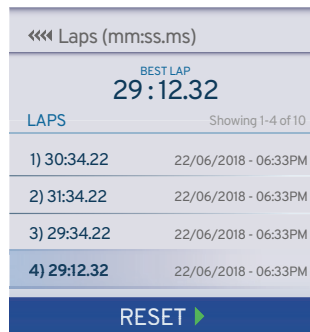 Laps (mm:ss.ms)
BEST LAP
29:12.32
LAPS Showing 1-4 of 10
1) 30:34.22 22/06/2018 - 06:33PM
2) 31:34.22 22/06/2018 - 06:33PM
3) 29:34.22 22/06/2018 - 06:33PM
4) 29:12.32 22/06/2018 - 06:33PM
RESET